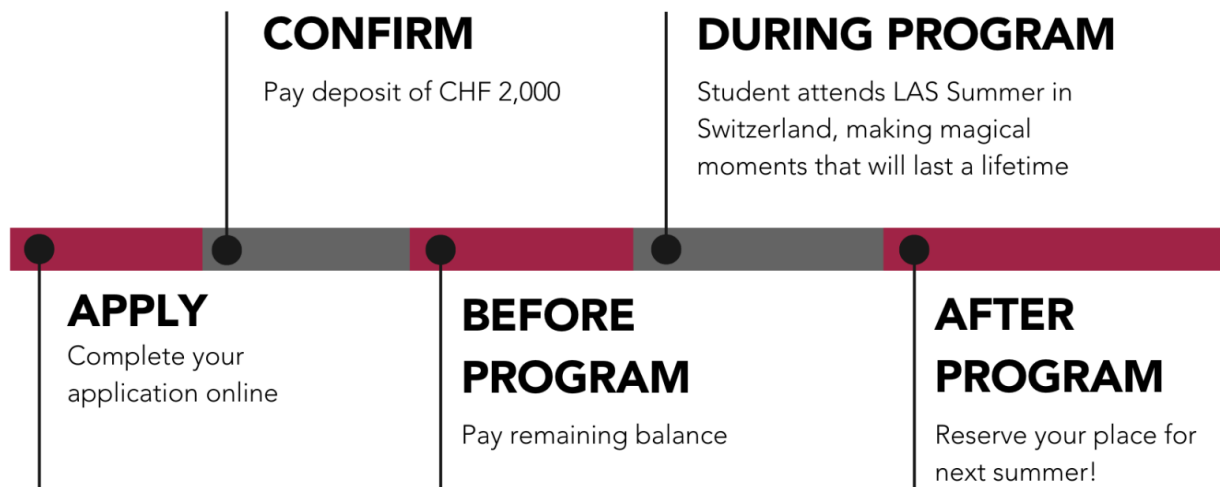 CONFIRM
Pay deposit of CHF 2,000
DURING PROGRAM
Student attends LAS Summer in
Switzerland, making magical
moments that will last a lifetime
APPLY
Complete your
application online
BEFORE
PROGRAM
Pay remaining balance
AFTER
PROGRAM
Reserve your place for
next summer!